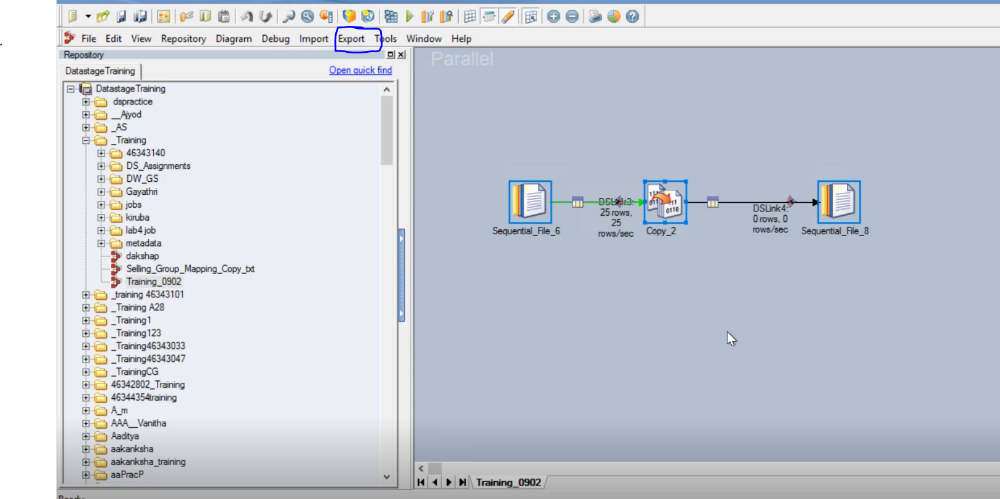 File Edit View Repository Diagram Debug Import Export Tools Window Help
Repository
DatastageTraining
Open quick find
Parallel
DatastageTraining
dspractice
__Ajyod
_AS
_Training
46343140
DS_Assignments
DW_GS
Gayathri
jobs
kiruba
lab4 job
metadata
dakshap
Selling_Group_Mapping_Copy_txt
Training_0902
_training 46343101
_Training A28
_Training1
_Training123
_Training46343033
_Training46343047
_TrainingCG
46342802_Training
46344354training
A_m
AAA__Vanitha
Aaditya
aakanksha
aakanksha_training
aaPracP
Sequential_File_6
DSLink3:
25 rows,
25
rows/sec
Copy_2
DSLink4:
0 rows, 0
rows/sec
Sequential_File_8
Training_0902